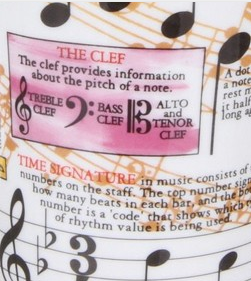 THE CLEF
The clef provides information
about the pitch of a note.
TREBLE CLEF
BASS CLEF
ALTO and TENOR CLEF
A dot
a note
rest m
it half
long a
TIME SIGNATURE in music consists of
numbers on the staff. The top number sig
how many beats in each bar, and the b
number is a 'code' that shows which t
of rhythm value is being used.
3